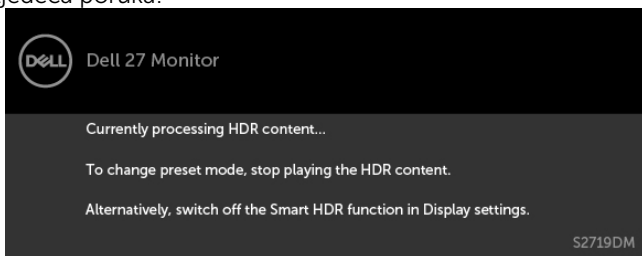 DELL
Dell 27 Monitor
Currently processing HDR content...
To change preset mode, stop playing the HDR content.
Alternatively, switch off the Smart HDR function in Display settings.
S2719DM